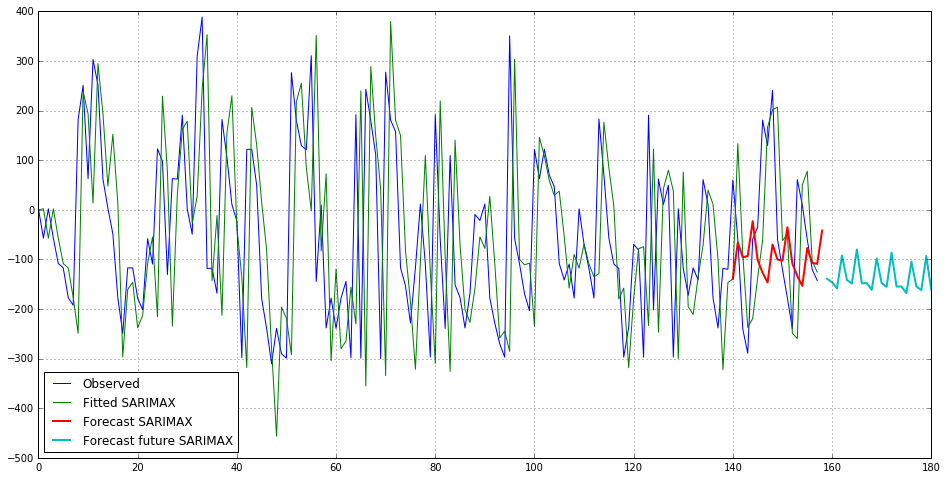 400
300
200
100
0
−100
−200
−300
−400
−500
Observed
Fitted SARIMAX
Forecast SARIMAX
Forecast future SARIMAX
0 20 40 60 80 100 120 140 160 180